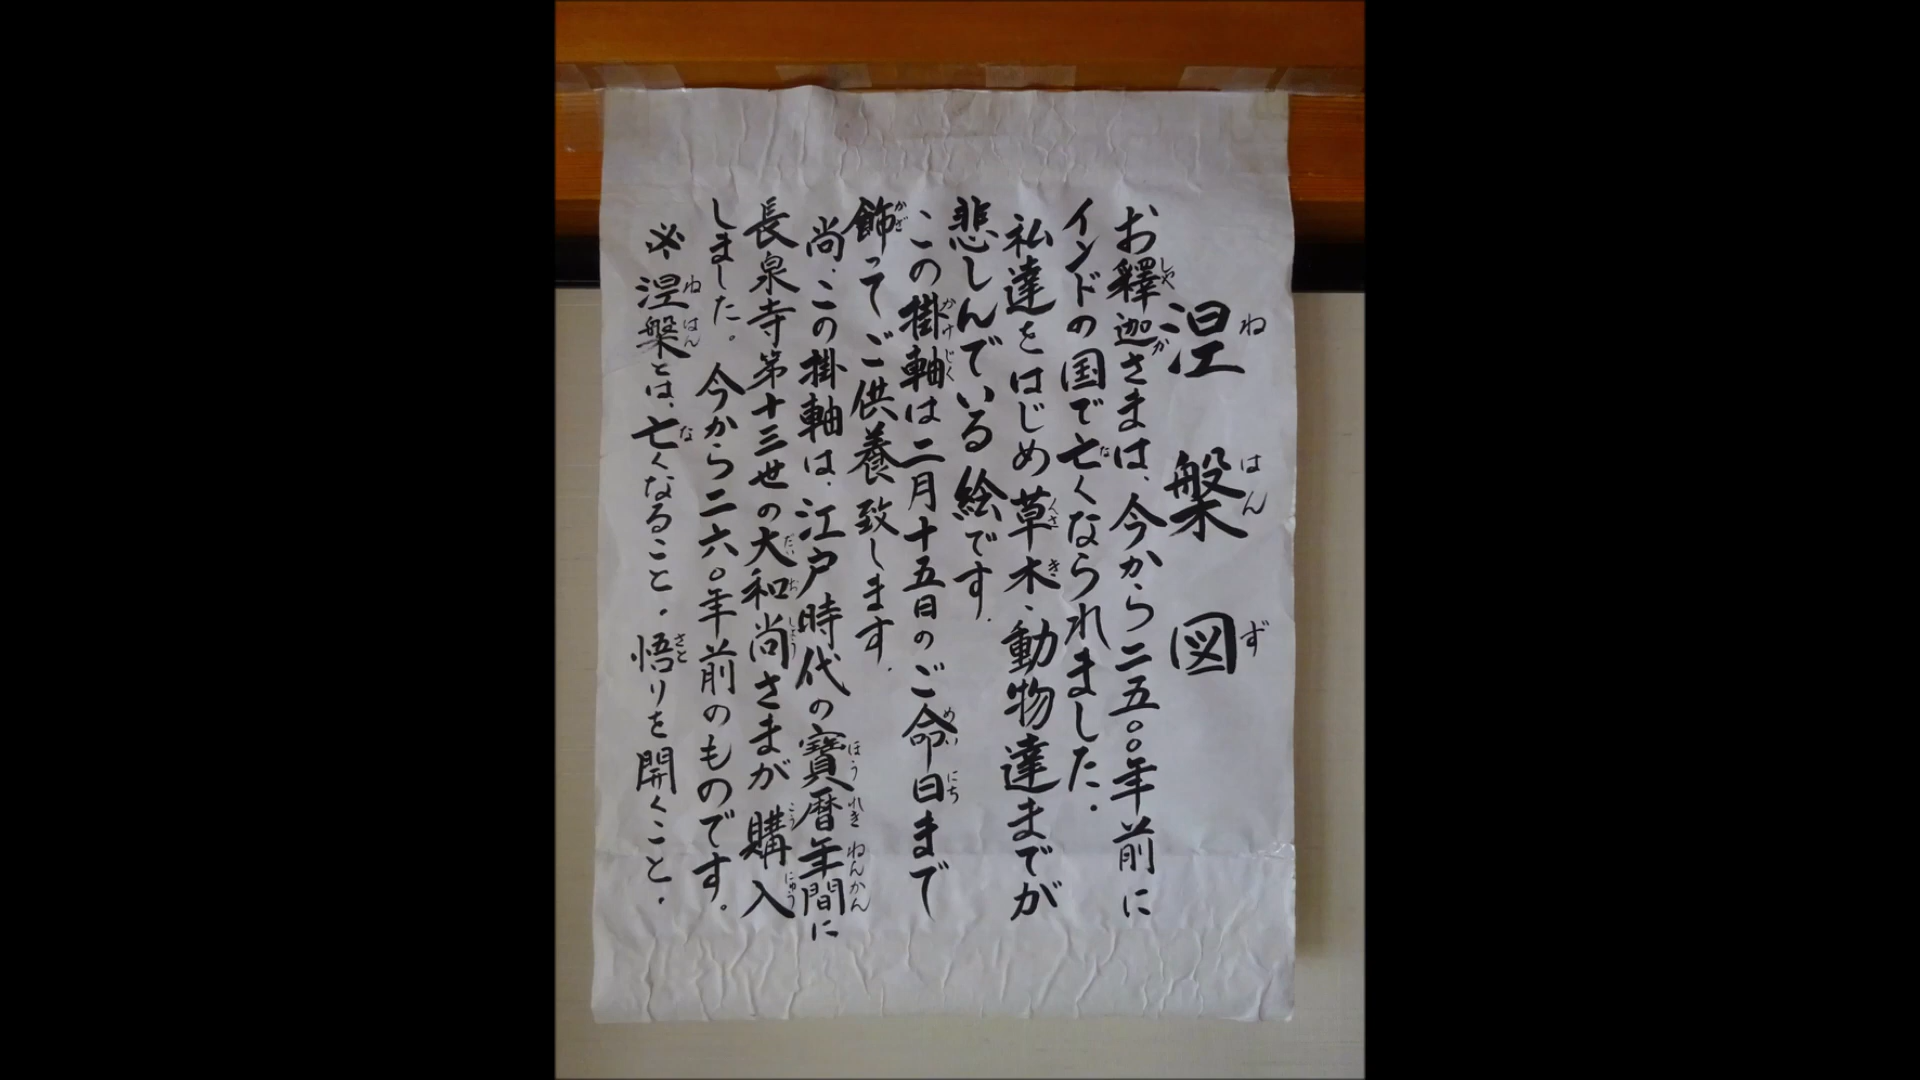 涅槃図
お釋迦さまは、今から二五〇〇年前に
インドの国で亡くなられました。
私達をはじめ草木、動物達までが
悲しんでいる絵です。
この掛軸は二月十五日のご命日まで
飾ってご供養致します。
尚、この掛軸は、江戸時代の寶暦年間に
長泉寺第十三世の大和尚さまが購入
しました。今から二六〇年前のものです。
※涅槃とは、亡くなること。悟りを開くこと。